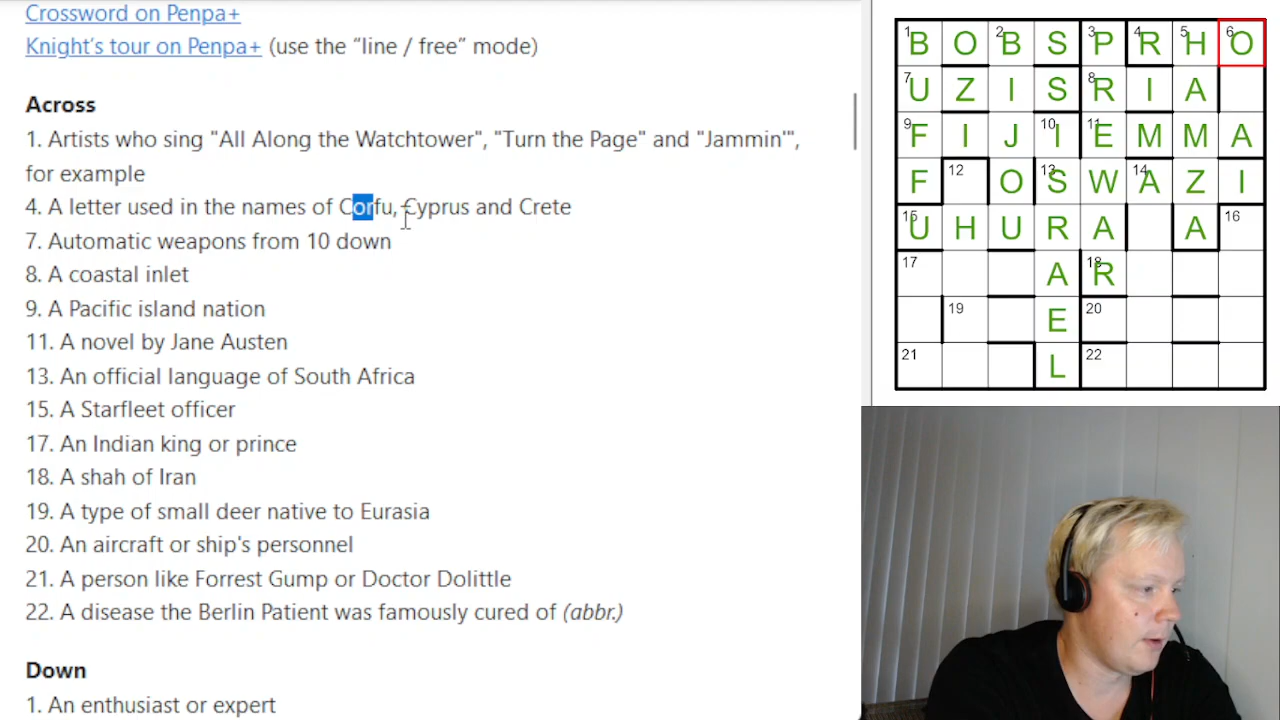 Crossword on Penpa+
Knight's tour on Penpa+ (use the “line / free” mode)
Across
1. Artists who sing "All Along the Watchtower", "Turn the Page" and "Jammin'",
for example
4. A letter used in the names of Corfu, Cyprus and Crete
7. Automatic weapons from 10 down
8. A coastal inlet
9. A Pacific island nation
11. A novel by Jane Austen
13. An official language of South Africa
15. A Starfleet officer
17. An Indian king or prince
18. A shah of Iran
19. A type of small deer native to Eurasia
20. An aircraft or ship's personnel
21. A person like Forrest Gump or Doctor Dolittle
22. A disease the Berlin Patient was famously cured of (abbr.)
Down
1. An enthusiast or expert
1 B O 2 B S 3 P 4 R 5 H 6 O
7 U Z I S 8 R I A
9 F I J 10 I 11 E M M A
F 12 O 13 S W 14 A Z I
15 U H U R A A 16
17 A 18 R
19 E 20
21 L 22